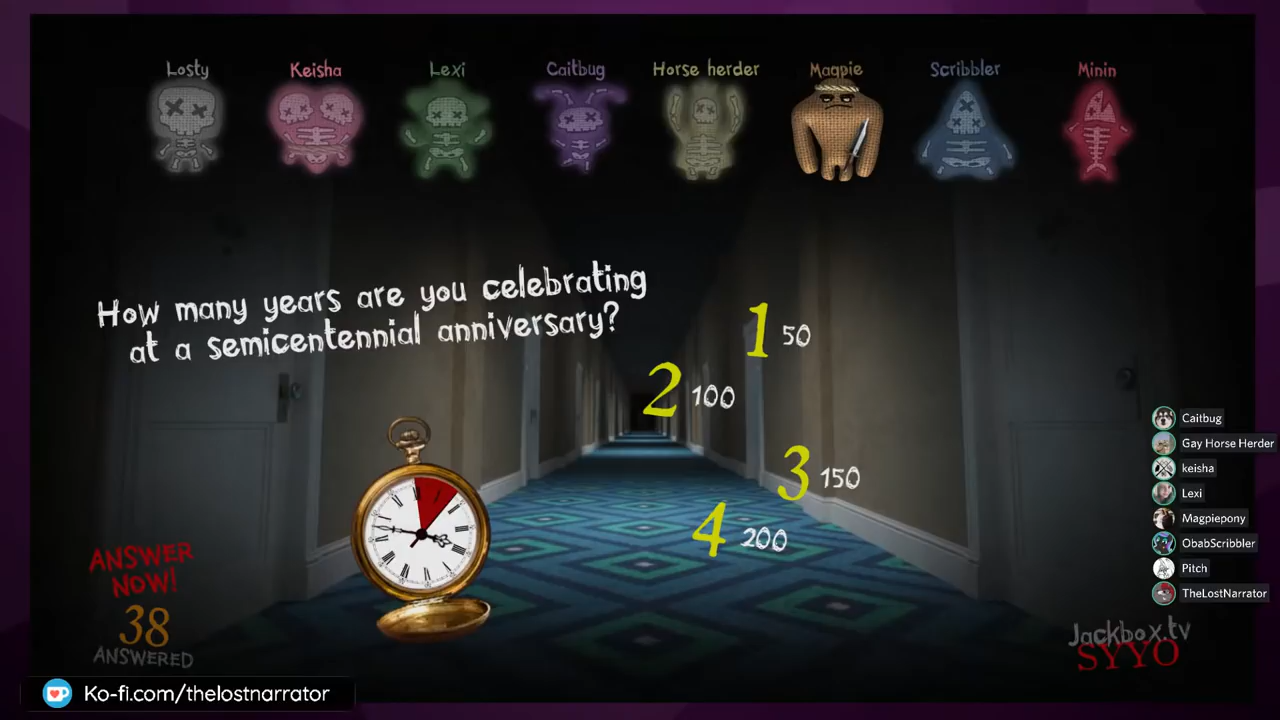 Losty
Keisha
Lexi
Caitbug
Horse herder
Magpie
Scribbler
Minin
How many years are you celebrating
at a semicentennial anniversary?
1 50
2 100
3 150
4 200
ANSWER
NOW!
38
ANSWERED
Caitbug
Gay Horse Herder
keisha
Lexi
Magpiepony
ObabScribbler
Pitch
TheLostNarrator
Jackbox.tv
SYYO
Ko-fi.com/thelostnarrator